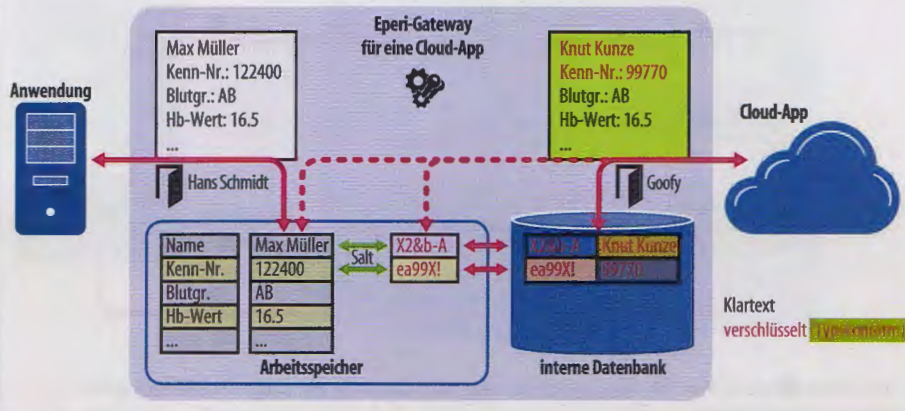 Eperi-Gateway
für eine Cloud-App
Max Müller
Kenn-Nr.: 122400
Blutgr.: AB
Hb-Wert: 16.5
...
Knut Kunze
Kenn-Nr.: 99770
Blutgr.: AB
Hb-Wert: 16.5
...
Anwendung
Cloud-App
Hans Schmidt
Goofy
Name
Max Müller
X2&b-A
X2&b-A
Knut Kunze
Salt
Kenn-Nr.
122400
ea99X!
ea99X!
99770
Blutgr.
AB
Hb-Wert
16.5
...
...
Arbeitsspeicher
interne Datenbank
Klartext
verschlüsselt